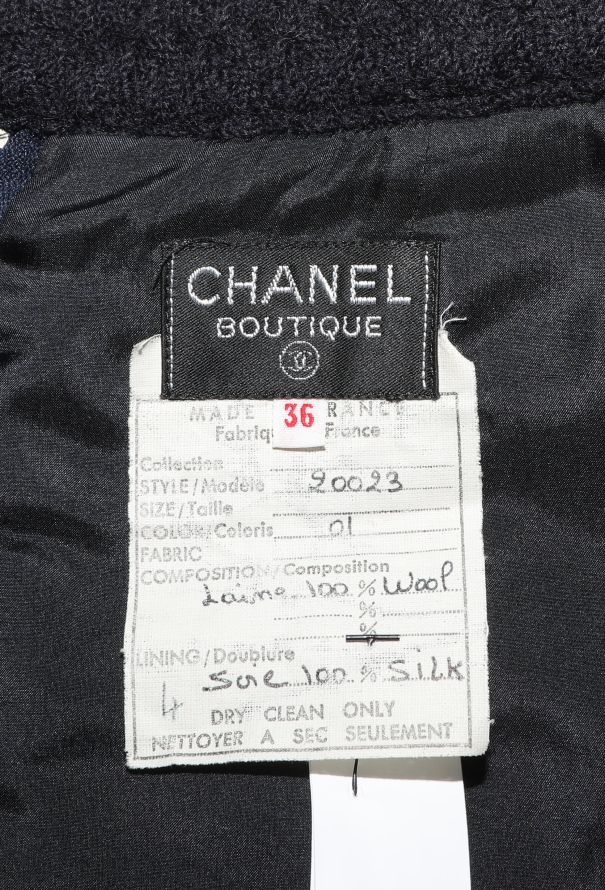 CHANEL
BOUTIQUE
36
MADE RANCE
Fabriq France
Collection
STYLE/Modèle 20023
SIZE/Taille
COLOR/Coloris 01
FABRIC
COMPOSITION/Composition
Laine 100 % Wool
%
%
LINING/Doublure
Soie 100 % SILK
4
DRY CLEAN ONLY
NETTOYER A SEC SEULEMENT